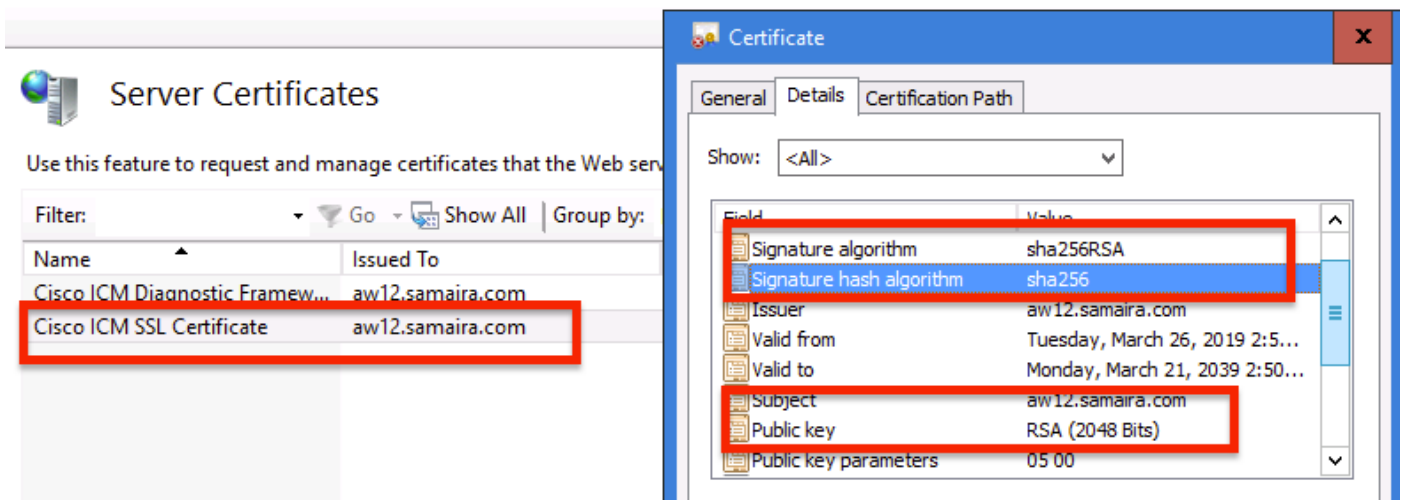 Server Certificates
Use this feature to request and manage certificates that the Web serv
Filter: Go Show All Group by:
Name Issued To
Cisco ICM Diagnostic Framew... aw12.samaira.com
Cisco ICM SSL Certificate aw12.samaira.com
Certificate
x
General Details Certification Path
Show: <All>
Field Value
Signature algorithm sha256RSA
Signature hash algorithm sha256
Issuer aw12.samaira.com
Valid from Tuesday, March 26, 2019 2:5...
Valid to Monday, March 21, 2039 2:50...
Subject aw12.samaira.com
Public key RSA (2048 Bits)
Public key parameters 05 00